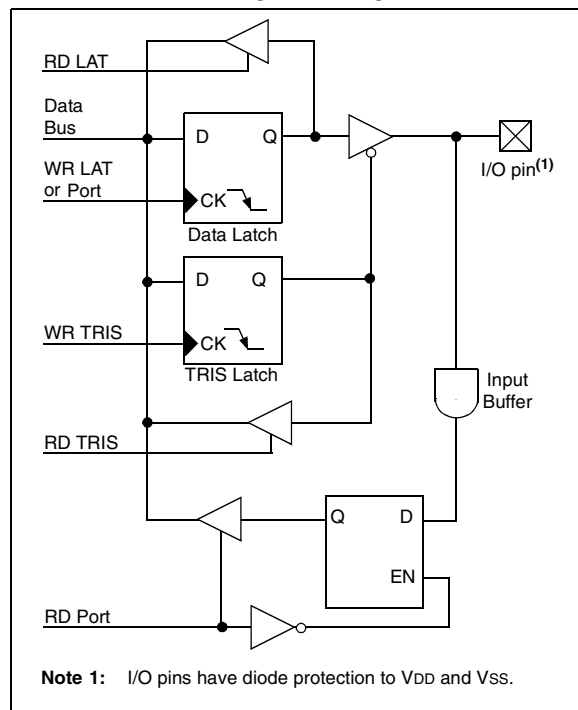 RD LAT
Data
Bus
D Q
WR LAT
or Port
CK
I/O pin(1)
Data Latch
D Q
WR TRIS
CK
TRIS Latch
Input
Buffer
RD TRIS
Q D
EN
RD Port
Note 1: I/O pins have diode protection to VDD and VSS.